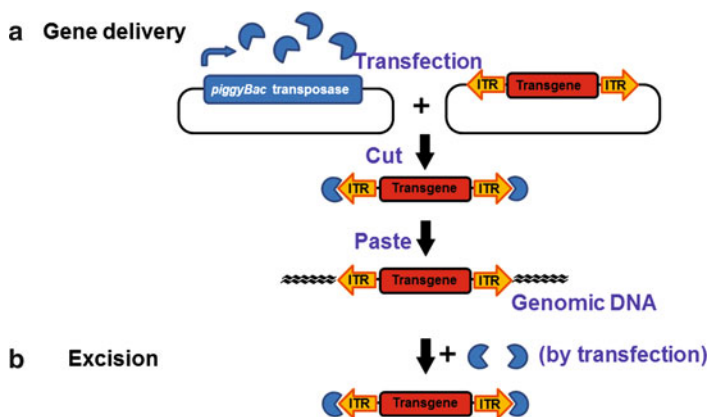 a Gene delivery
Transfection
piggyBac transposase
+
ITR Transgene ITR
Cut
ITR Transgene ITR
Paste
ITR Transgene ITR
Genomic DNA
b Excision
+ (by transfection)
ITR Transgene ITR